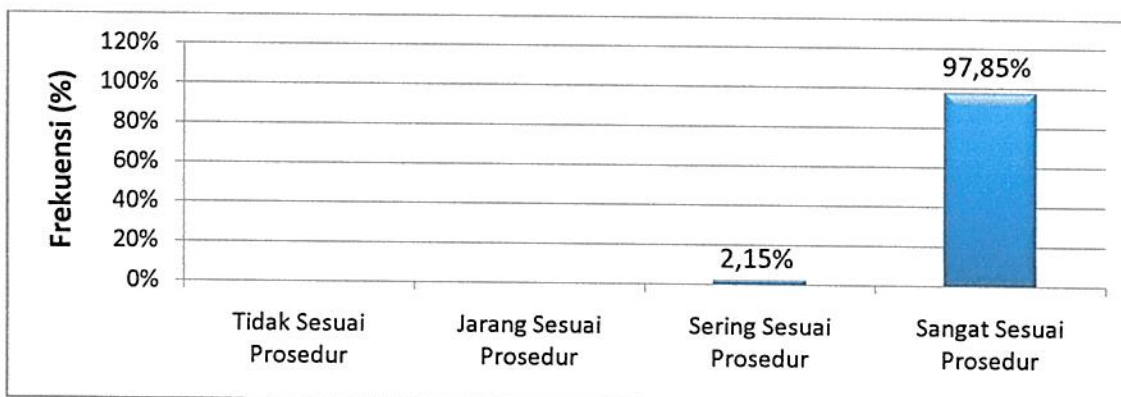 120%
100%
80%
60%
40%
20%
0%
Frekuensi (%)
2,15%
97,85%
Tidak Sesuai
Prosedur
Jarang Sesuai
Prosedur
Sering Sesuai
Prosedur
Sangat Sesuai
Prosedur